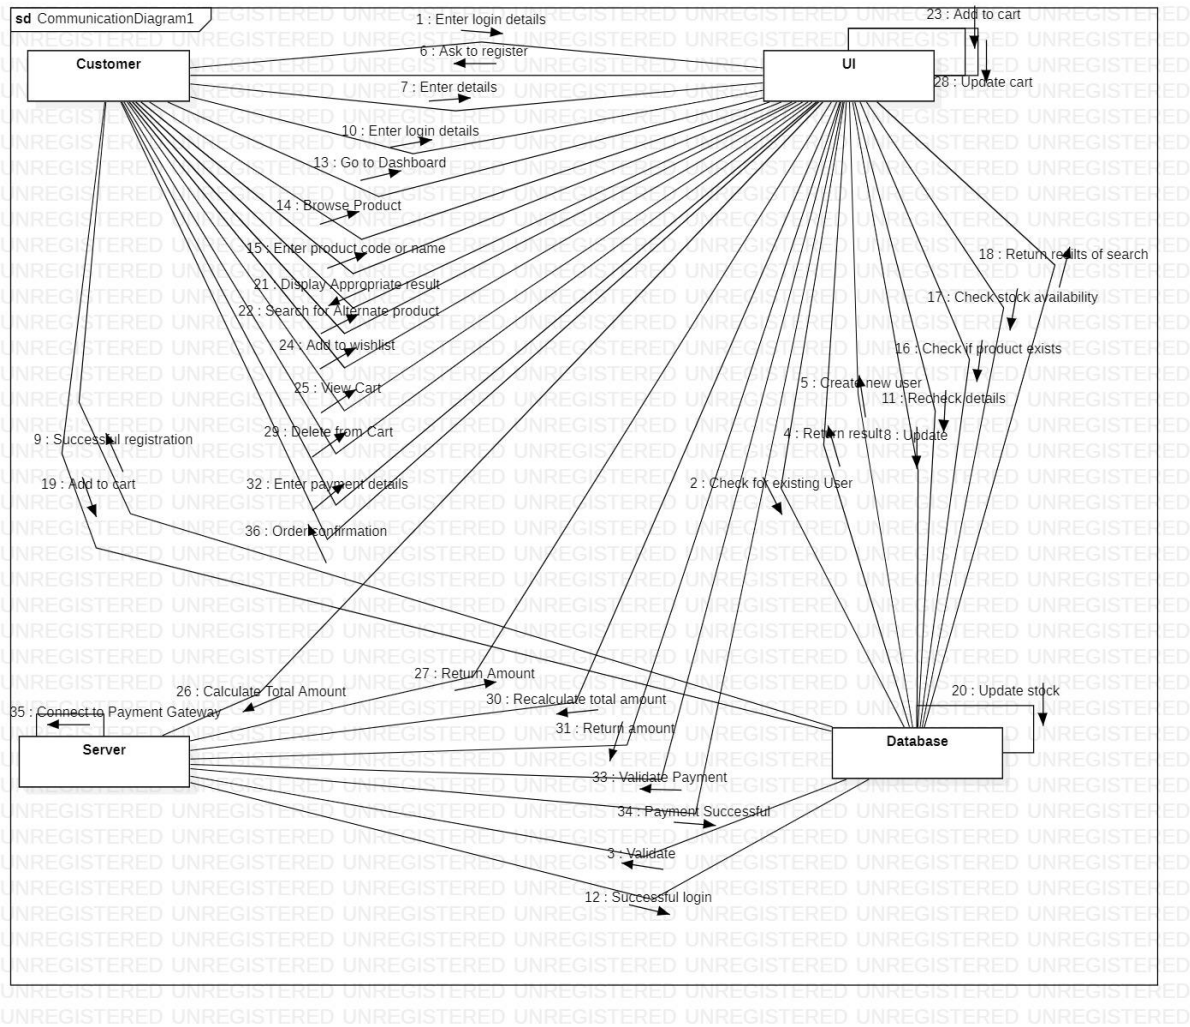 sd CommunicationDiagram1
1 : Enter login details
23 : Add to cart
6 : Ask to register
Customer
UI
28 : Update cart
7 : Enter details
10 : Enter login details
13 : Go to Dashboard
14 : Browse Product
15 : Enter product code or name
18 : Return results of search
21 : Display Appropriate result
17 : Check stock availability
22 : Search for Alternate product
24 : Add to wishlist
16 : Check if product exists
25 : View Cart
5 : Create new user
11 : Recheck details
29 : Delete from Cart
4 : Return result
8 : Update
9 : Successful registration
19 : Add to cart
32 : Enter payment details
2 : Check for existing User
36 : Order confirmation
27 : Return Amount
26 : Calculate Total Amount
20 : Update stock
30 : Recalculate total amount
35 : Connect to Payment Gateway
31 : Return amount
Server
Database
33 : Validate Payment
34 : Payment Successful
3 : Validate
12 : Successful login
UNREGISTERED